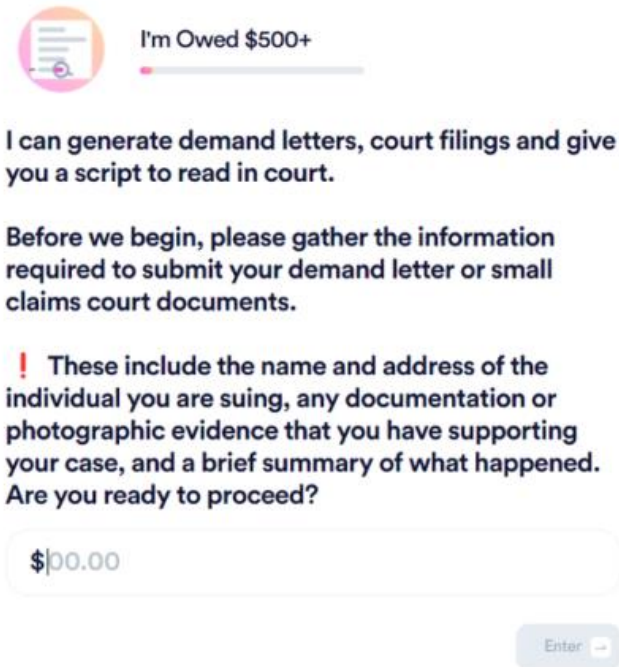 I'm Owed $500+
I can generate demand letters, court filings and give
you a script to read in court.
Before we begin, please gather the information
required to submit your demand letter or small
claims court documents.
❗ These include the name and address of the
individual you are suing, any documentation or
photographic evidence that you have supporting
your case, and a brief summary of what happened.
Are you ready to proceed?
$00.00
Enter →